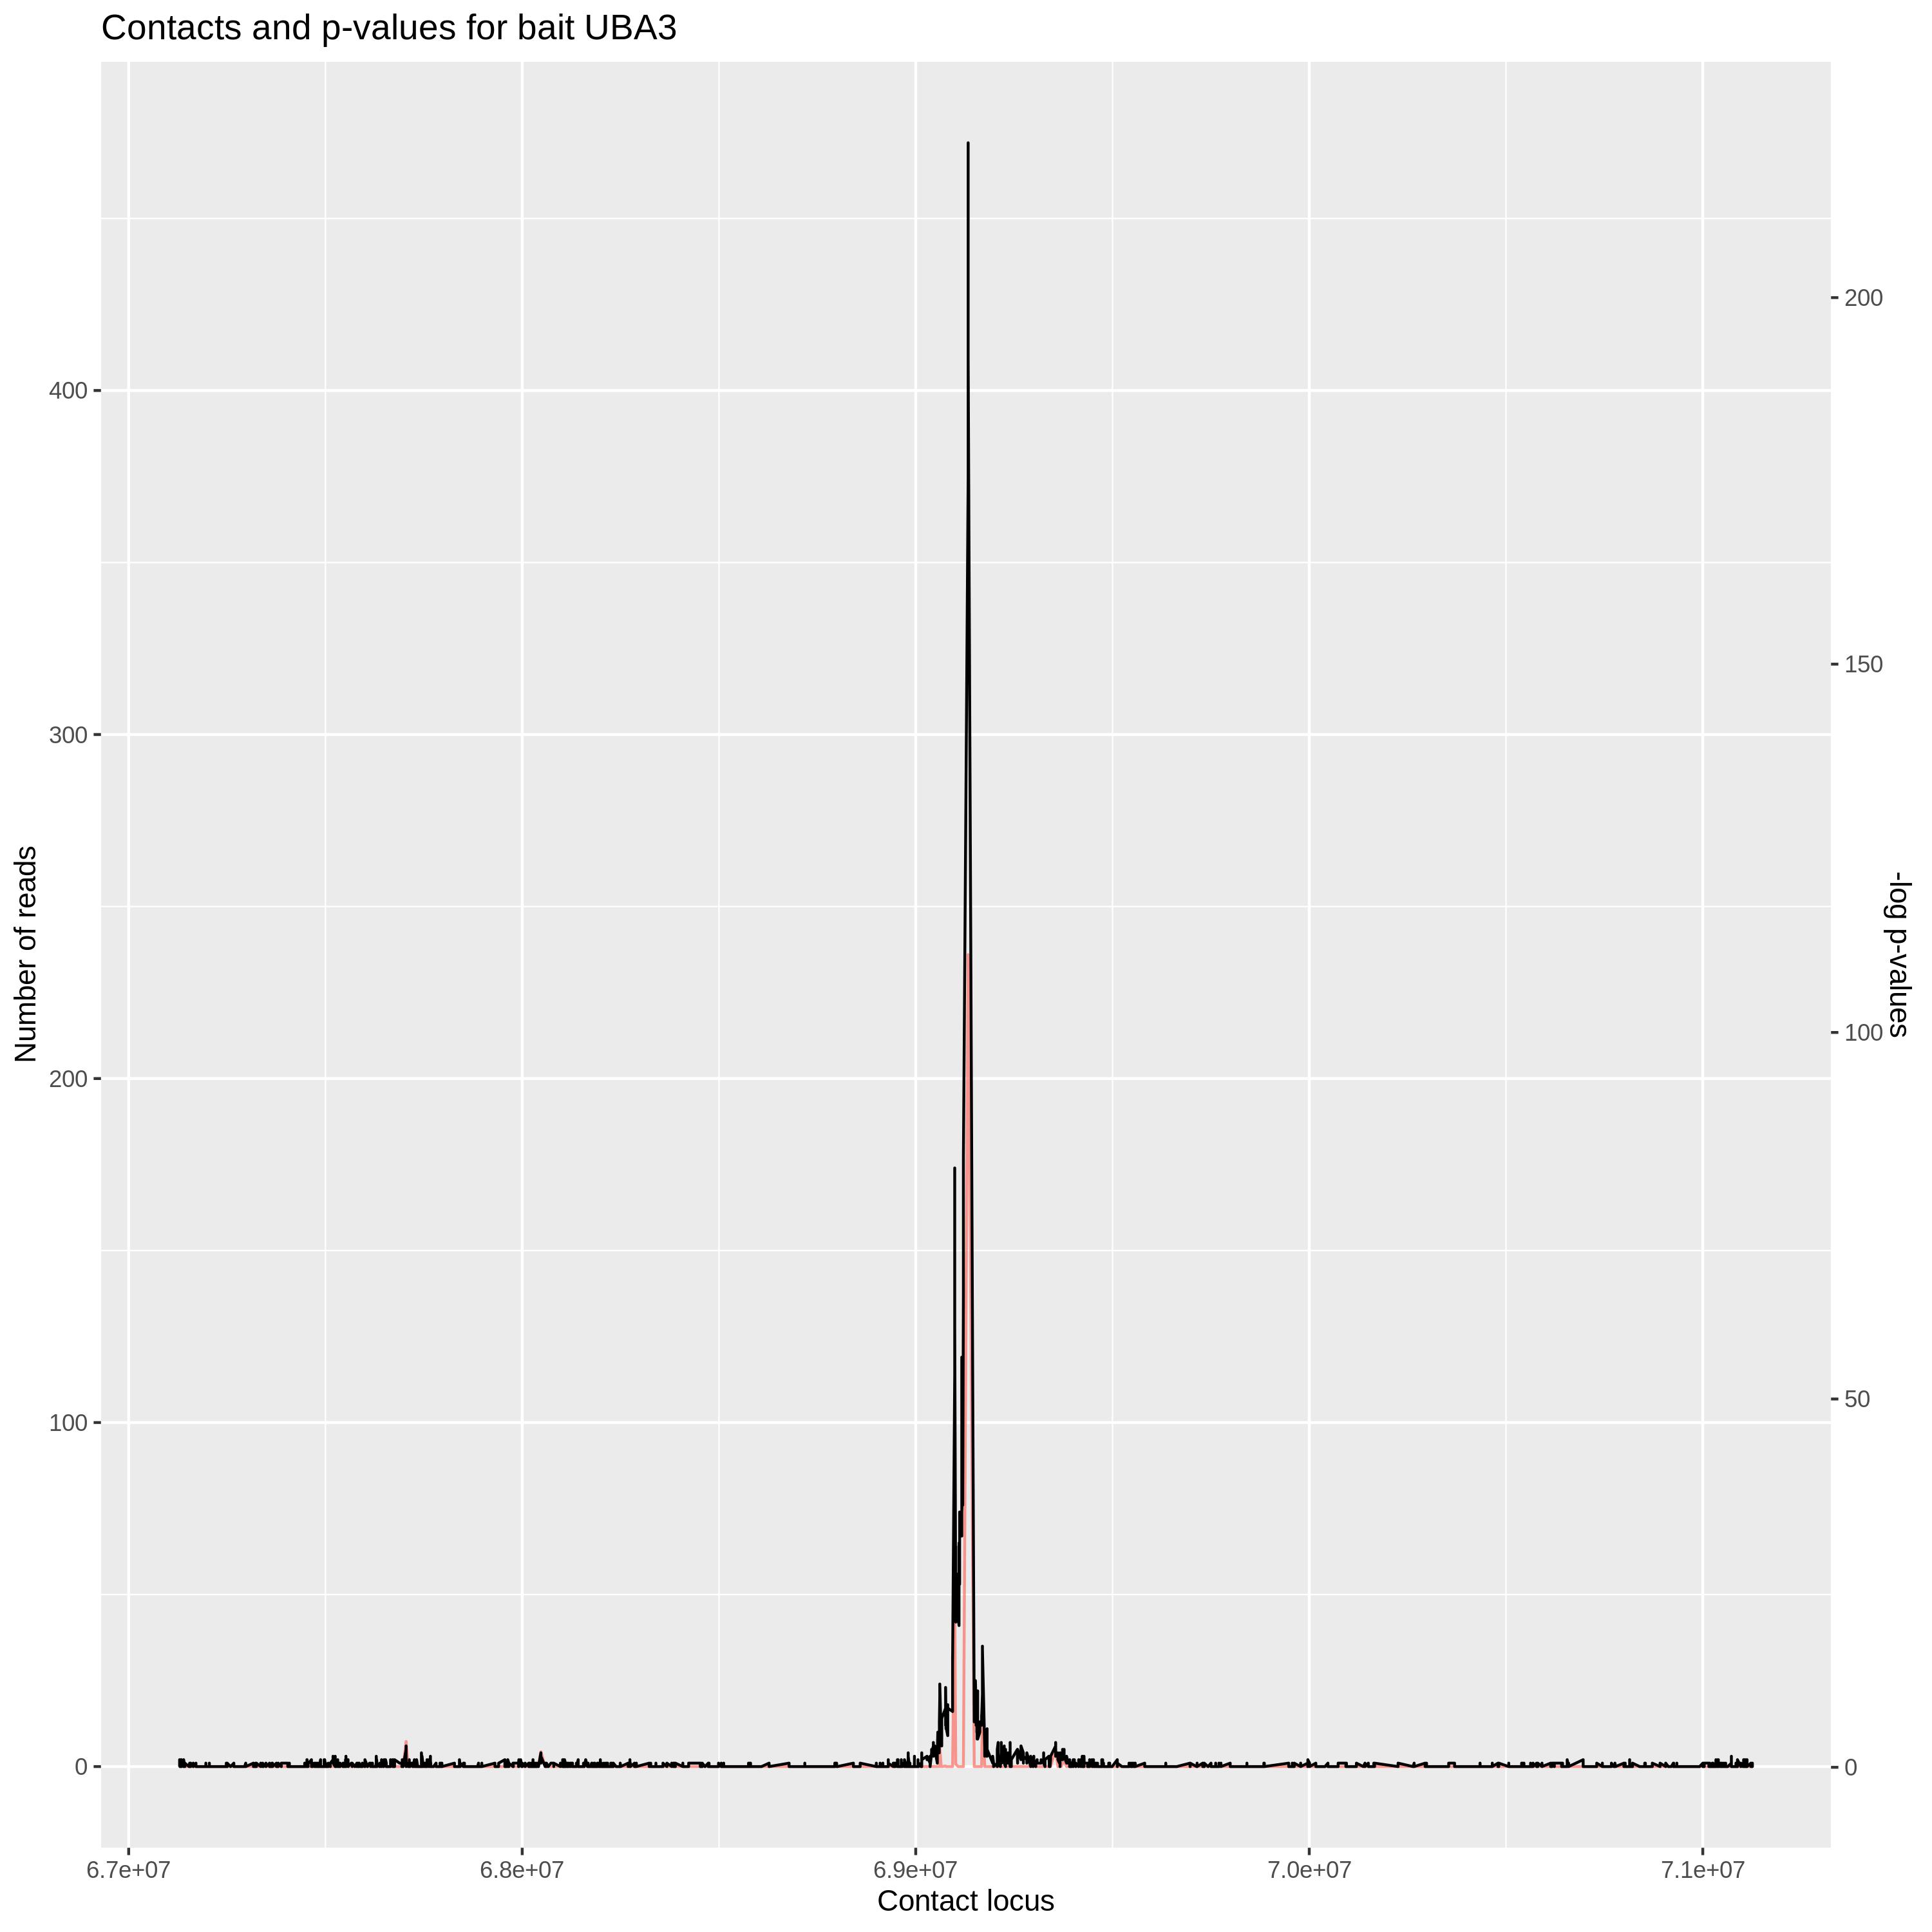 Contacts and p-values for bait UBA3
Number of reads
400
300
200
100
0
200
150
100
50
0
-log p-values
6.7e+07 6.8e+07 6.9e+07 7.0e+07 7.1e+07
Contact locus